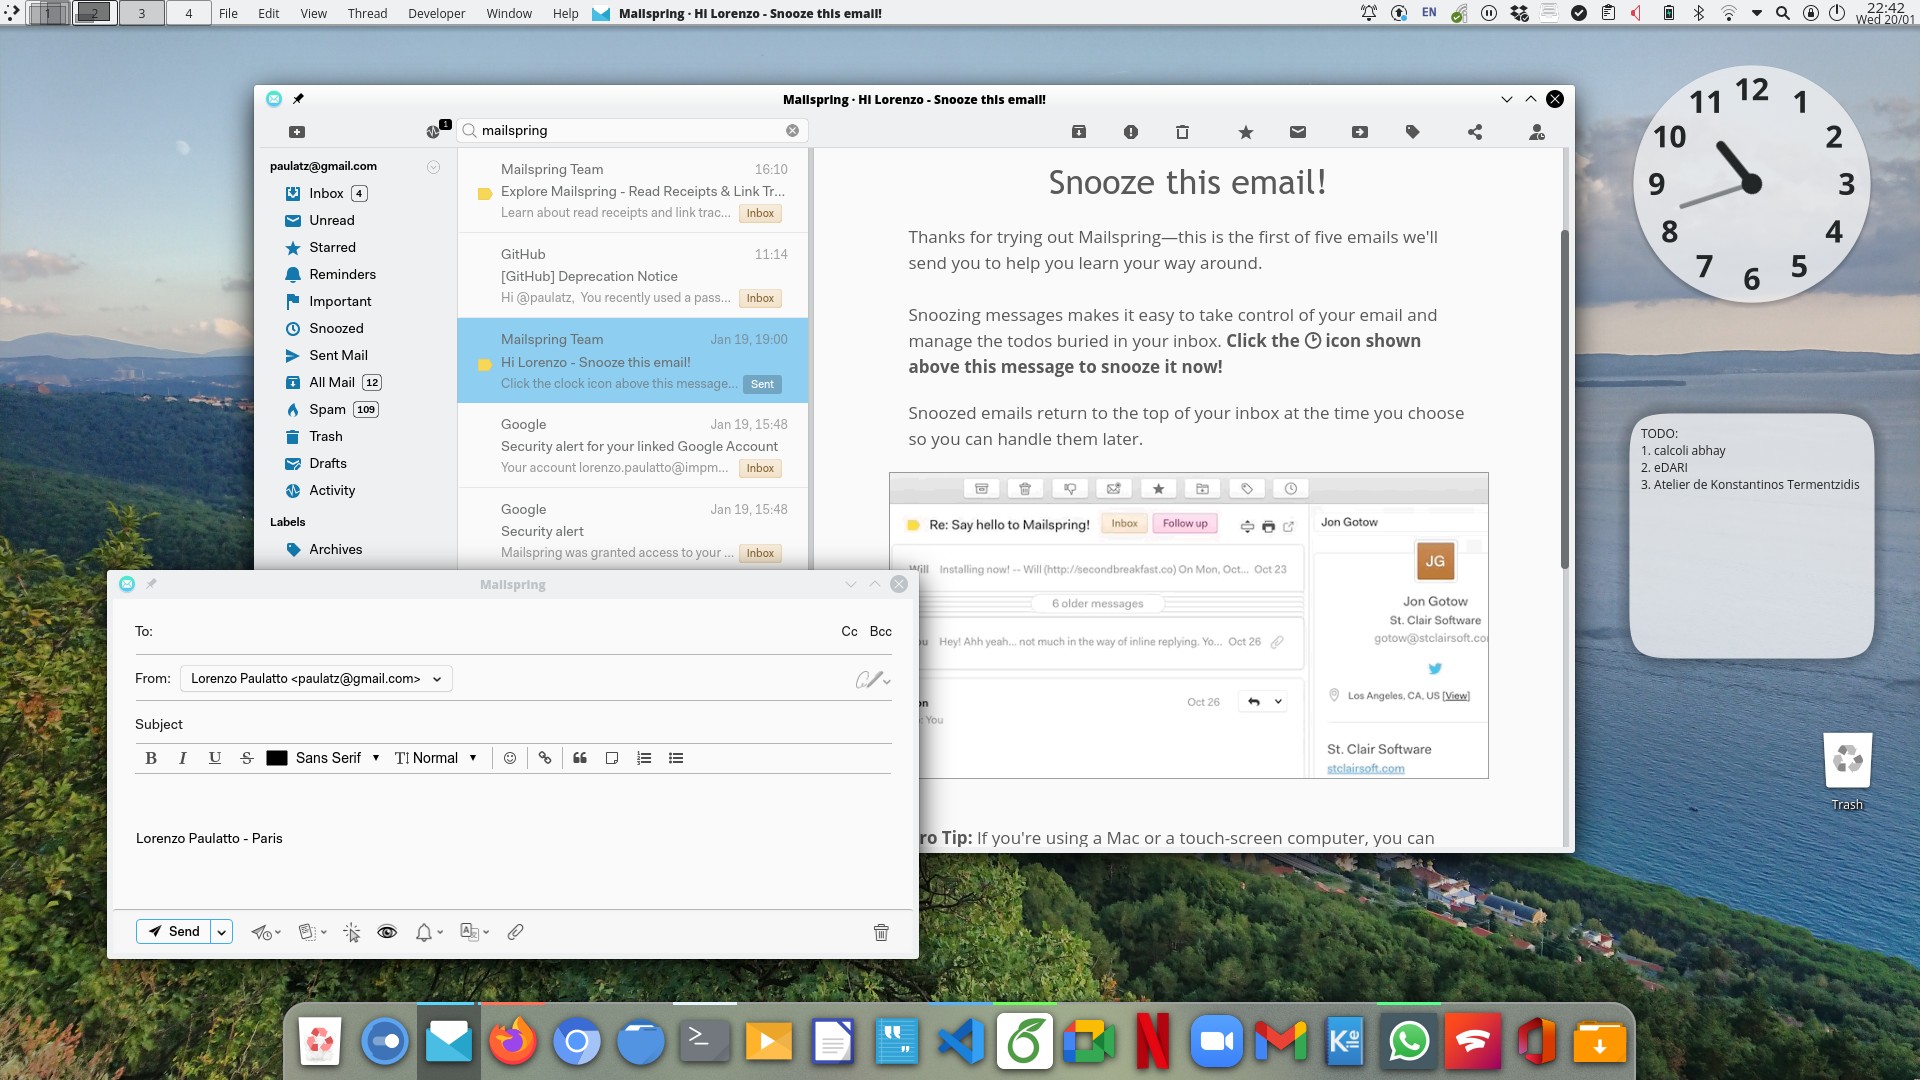 1 2 3 4 File Edit View Thread Developer Window Help Mailspring · Hi Lorenzo - Snooze this email! EN 22:42
Wed 20/01
Mailspring · Hi Lorenzo - Snooze this email!
1
mailspring
paulatz@gmail.com
Inbox 4
Unread
Starred
Reminders
Important
Snoozed
Sent Mail
All Mail 12
Spam 109
Trash
Drafts
Activity
Labels
Archives
Mailspring Team 16:10
Explore Mailspring - Read Receipts & Link Tr...
Learn about read receipts and link trac... Inbox
GitHub 11:14
[GitHub] Deprecation Notice
Hi @paulatz, You recently used a pass... Inbox
Mailspring Team Jan 19, 19:00
Hi Lorenzo - Snooze this email!
Click the clock icon above this message... Sent
Google Jan 19, 15:48
Security alert for your linked Google Account
Your account lorenzo.paulatto@impm... Inbox
Google Jan 19, 15:48
Security alert
Mailspring was granted access to your ... Inbox
Snooze this email!
Thanks for trying out Mailspring—this is the first of five emails we'll
send you to help you learn your way around.
Snoozing messages makes it easy to take control of your email and
manage the todos buried in your inbox. Click the icon shown
above this message to snooze it now!
Snoozed emails return to the top of your inbox at the time you choose
so you can handle them later.
Re: Say hello to Mailspring! Inbox Follow up
Will Installing now! -- Will (http://secondbreakfast.co) On Mon, Oct... Oct 23
6 older messages
ou Hey! Ahh yeah... not much in the way of inline replying. Yo... Oct 26
on Oct 26
: You
Jon Gotow
JG
Jon Gotow
St. Clair Software
gotow@stclairsoft.co
Los Angeles, CA, US [View]
St. Clair Software
stclairsoft.com
ro Tip: If you're using a Mac or a touch-screen computer, you can
Mailspring
To: Cc Bcc
From: Lorenzo Paulatto <paulatz@gmail.com>
Subject
B I U S Sans Serif Normal
Lorenzo Paulatto - Paris
Send
12
11 1
10 2
9 3
8 4
7 5
6
TODO:
1. calcoli abhay
2. eDARI
3. Atelier de Konstantinos Termentzidis
Trash
Kile